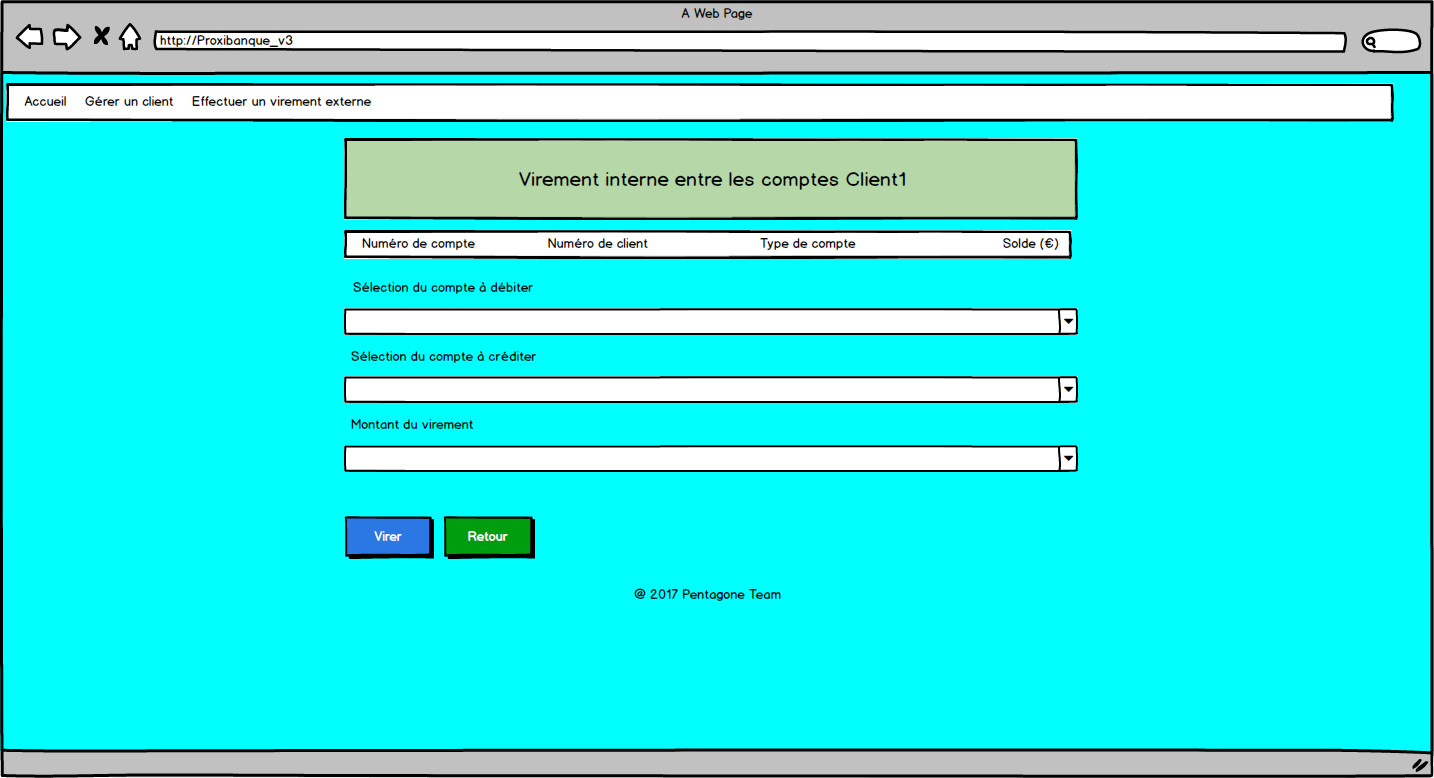 A Web Page
http://Proxibanque_v3
Accueil Gérer un client Effectuer un virement externe
Virement interne entre les comptes Client1
Numéro de compte Numéro de client Type de compte Solde (€)
Sélection du compte à débiter
Sélection du compte à créditer
Montant du virement
Virer Retour
@ 2017 Pentagone Team